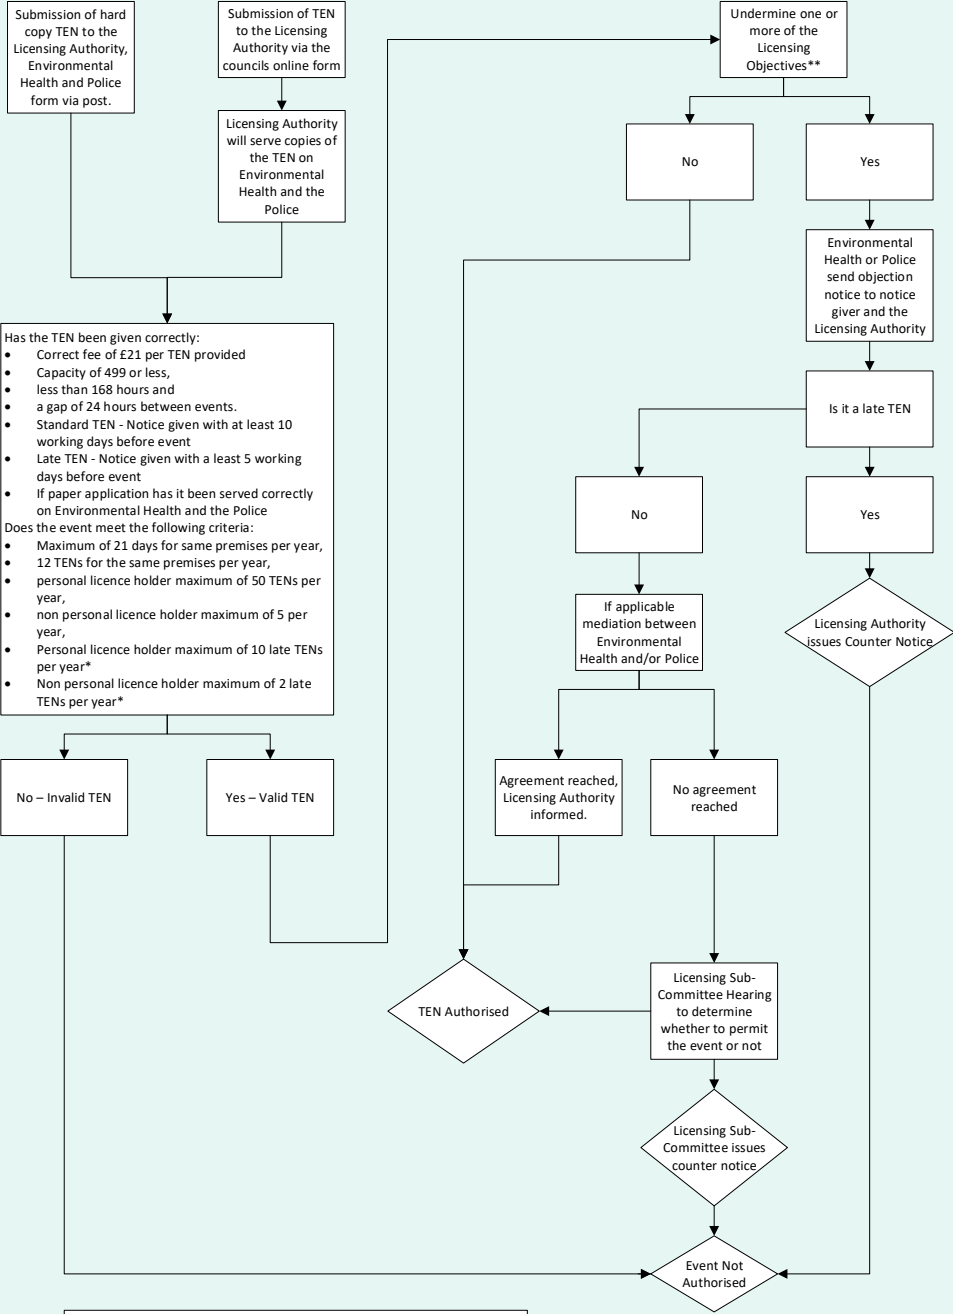 Submission of hard
copy TEN to the
Licensing Authority,
Environmental
Health and Police
form via post.
Submission of TEN
to the Licensing
Authority via the
councils online form
Licensing Authority
will serve copies of
the TEN on
Environmental
Health and the
Police
Has the TEN been given correctly:
• Correct fee of £21 per TEN provided
• Capacity of 499 or less,
• less than 168 hours and
• a gap of 24 hours between events.
• Standard TEN - Notice given with at least 10
working days before event
• Late TEN - Notice given with a least 5 working
days before event
• If paper application has it been served correctly
on Environmental Health and the Police
Does the event meet the following criteria:
• Maximum of 21 days for same premises per year,
• 12 TENs for the same premises per year,
• personal licence holder maximum of 50 TENs per
year,
• non personal licence holder maximum of 5 per
year,
• Personal licence holder maximum of 10 late TENs
per year*
• Non personal licence holder maximum of 2 late
TENs per year*
No – Invalid TEN
Yes – Valid TEN
Undermine one or
more of the
Licensing
Objectives**
No
Yes
Environmental
Health or Police
send objection
notice to notice
giver and the
Licensing Authority
Is it a late TEN
No
Yes
If applicable
mediation between
Environmental
Health and/or Police
Licensing Authority
issues Counter Notice
Agreement reached,
Licensing Authority
informed.
No agreement
reached
TEN Authorised
Licensing Sub-
Committee Hearing
to determine
whether to permit
the event or not
Licensing Sub-
Committee issues
counter notice
Event Not
Authorised